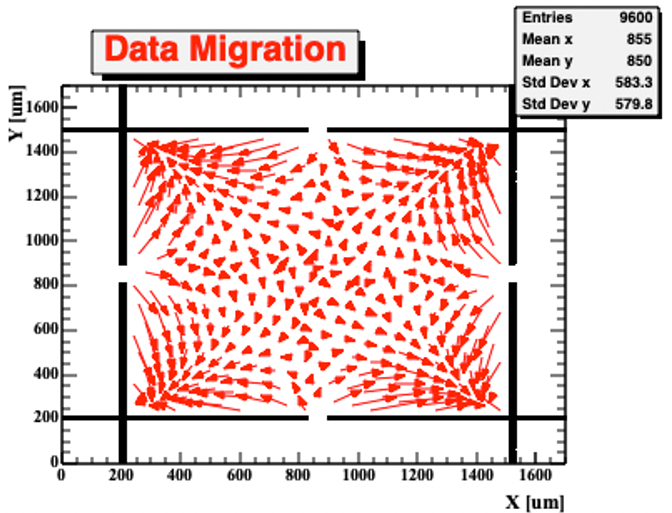 Data Migration
Entries 9600
Mean x 855
Mean y 850
Std Dev x 583.3
Std Dev y 579.8
Y [um]
1600
1400
1200
1000
800
600
400
200
0
0 200 400 600 800 1000 1200 1400 1600
X [um]